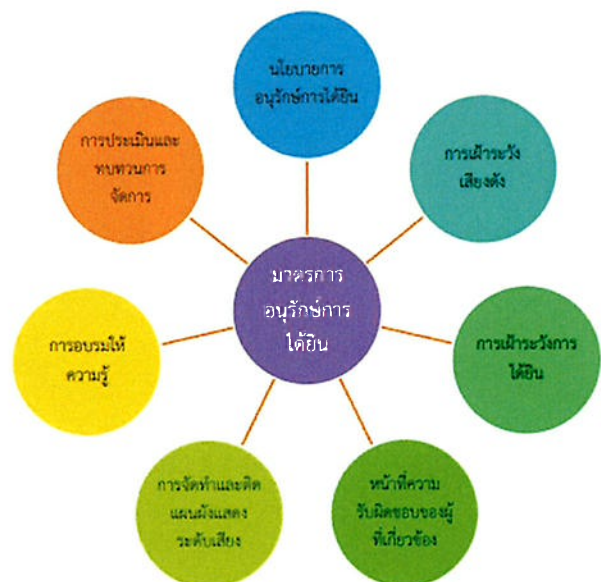 นโยบายการ
อนุรักษ์การได้ยิน
การเฝ้าระวัง
เสียงดัง
การเฝ้าระวังการ
ได้ยิน
หน้าที่ความ
รับผิดชอบของผู้
ที่เกี่ยวข้อง
การจัดทำและติด
แผนผังแสดง
ระดับเสียง
การอบรมให้
ความรู้
การประเมินและ
ทบทวนการ
จัดการ
มาตรการ
อนุรักษ์การ
ได้ยิน